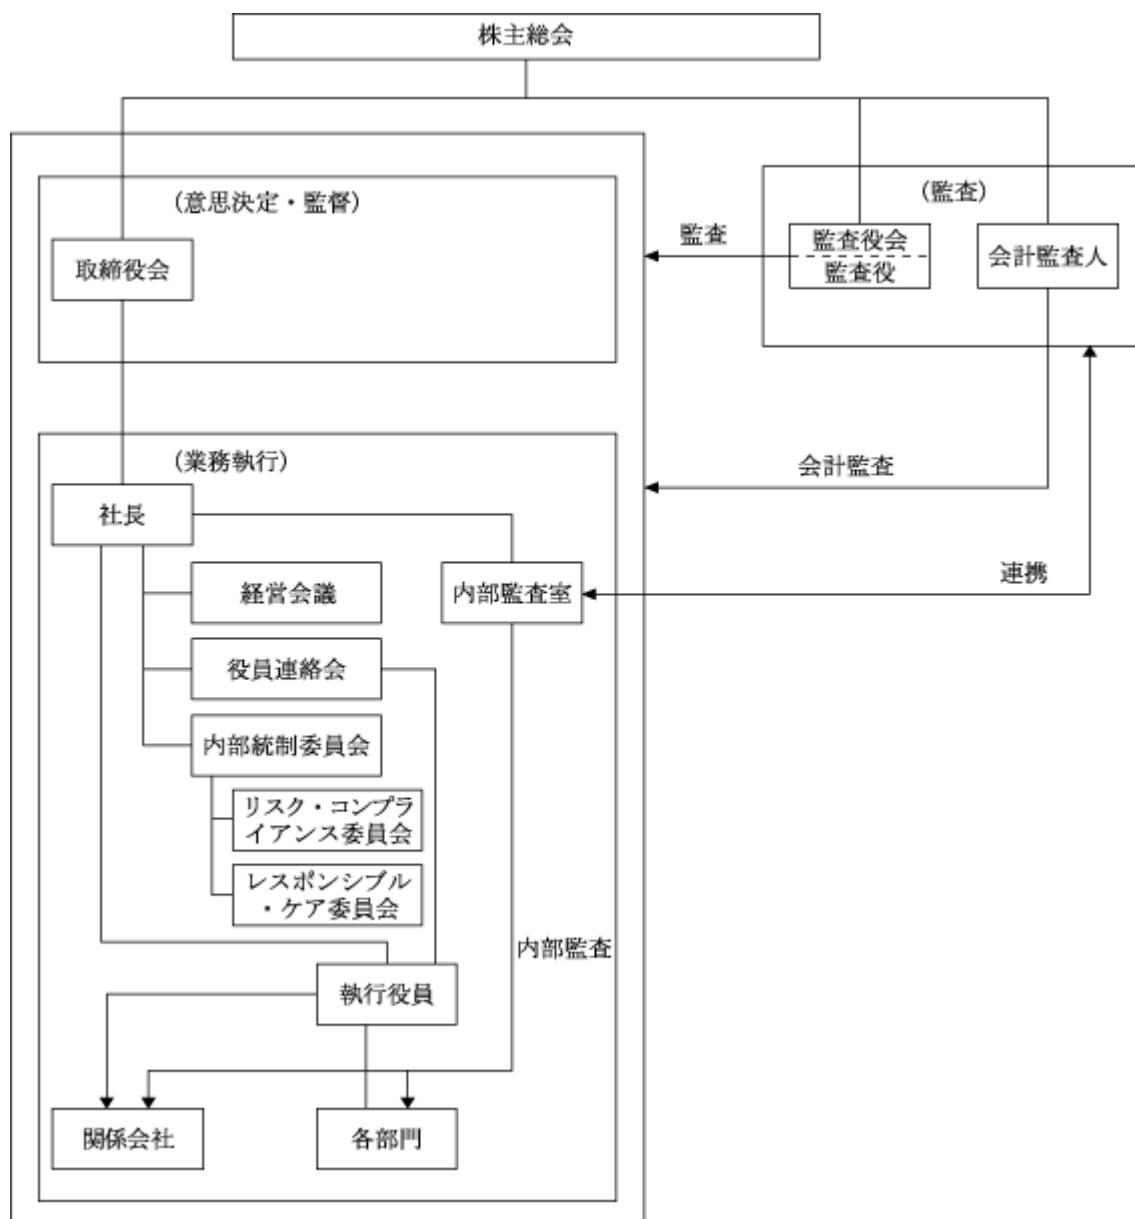 株主総会
(意思決定・監督)
取締役会
(監査)
監査役会
監査役
会計監査人
監査
会計監査
連携
(業務執行)
社長
経営会議
内部監査室
役員連絡会
内部統制委員会
リスク・コンプラ
イアンス委員会
レスポンシブル
・ケア委員会
内部監査
執行役員
関係会社
各部門